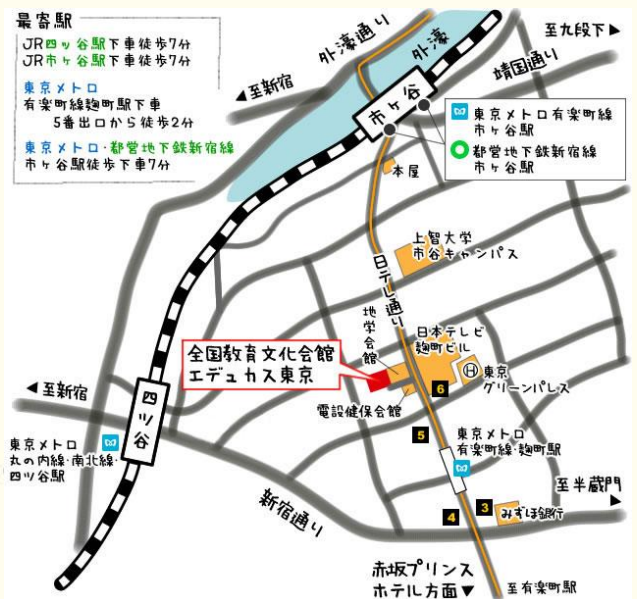 最寄駅
JR四ッ谷駅下車徒歩7分
JR市ヶ谷駅下車徒歩7分
東京メトロ
有楽町線麹町駅下車
5番出口から徒歩2分
東京メトロ・都営地下鉄新宿線
市ヶ谷駅徒歩下車7分
外濠通り
外濠
至九段下▶
靖国通り
◀至新宿
市ヶ谷
東京メトロ有楽町線
市ヶ谷駅
都営地下鉄新宿線
市ヶ谷駅
本屋
上智大学
市谷キャンパス
日テレ通り
地学
会館
日本テレビ
麹町ビル
全国教育文化会館
エデュカス東京
H
東京
グリーンパレス
6
電設健保会館
◀至新宿
四ツ谷
東京メトロ
丸の内線・南北線・
四ツ谷駅
5
東京メトロ
有楽町線・麹町駅
新宿通り
至半蔵門
▶
4
3
みずほ銀行
赤坂プリンス
ホテル方面▼
至有楽町駅